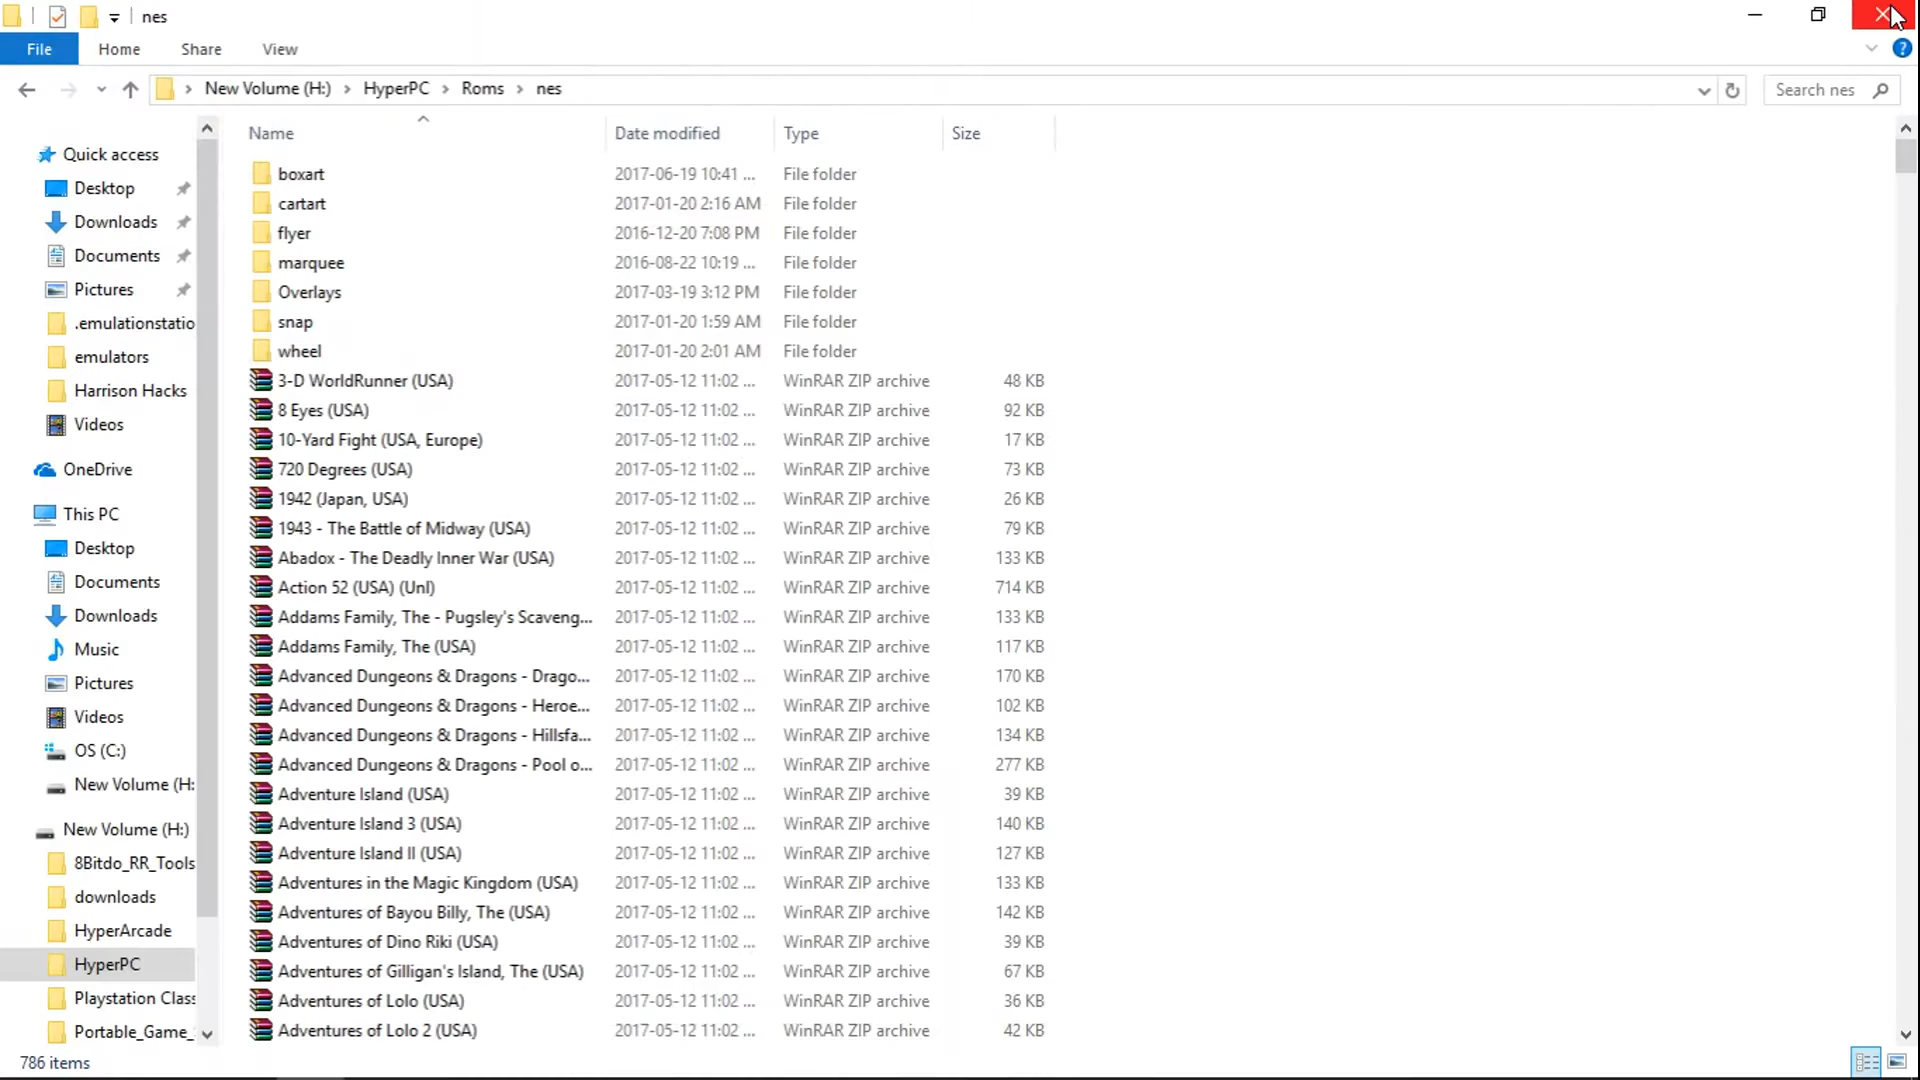 nes
File Home Share View
New Volume (H:) HyperPC Roms nes
Search nes
Quick access
Desktop
Downloads
Documents
Pictures
.emulationstatio
emulators
Harrison Hacks
Videos
OneDrive
This PC
Desktop
Documents
Downloads
Music
Pictures
Videos
OS (C:)
New Volume (H:
New Volume (H:)
8Bitdo_RR_Tools
downloads
HyperArcade
HyperPC
Playstation Class
Portable_Game_
Name Date modified Type Size
boxart 2017-06-19 10:41 ... File folder
cartart 2017-01-20 2:16 AM File folder
flyer 2016-12-20 7:08 PM File folder
marquee 2016-08-22 10:19 ... File folder
Overlays 2017-03-19 3:12 PM File folder
snap 2017-01-20 1:59 AM File folder
wheel 2017-01-20 2:01 AM File folder
3-D WorldRunner (USA) 2017-05-12 11:02 ... WinRAR ZIP archive 48 KB
8 Eyes (USA) 2017-05-12 11:02 ... WinRAR ZIP archive 92 KB
10-Yard Fight (USA, Europe) 2017-05-12 11:02 ... WinRAR ZIP archive 17 KB
720 Degrees (USA) 2017-05-12 11:02 ... WinRAR ZIP archive 73 KB
1942 (Japan, USA) 2017-05-12 11:02 ... WinRAR ZIP archive 26 KB
1943 - The Battle of Midway (USA) 2017-05-12 11:02 ... WinRAR ZIP archive 79 KB
Abadox - The Deadly Inner War (USA) 2017-05-12 11:02 ... WinRAR ZIP archive 133 KB
Action 52 (USA) (Unl) 2017-05-12 11:02 ... WinRAR ZIP archive 714 KB
Addams Family, The - Pugsley's Scaveng... 2017-05-12 11:02 ... WinRAR ZIP archive 133 KB
Addams Family, The (USA) 2017-05-12 11:02 ... WinRAR ZIP archive 117 KB
Advanced Dungeons & Dragons - Drago... 2017-05-12 11:02 ... WinRAR ZIP archive 170 KB
Advanced Dungeons & Dragons - Heroe... 2017-05-12 11:02 ... WinRAR ZIP archive 102 KB
Advanced Dungeons & Dragons - Hillsfa... 2017-05-12 11:02 ... WinRAR ZIP archive 134 KB
Advanced Dungeons & Dragons - Pool o... 2017-05-12 11:02 ... WinRAR ZIP archive 277 KB
Adventure Island (USA) 2017-05-12 11:02 ... WinRAR ZIP archive 39 KB
Adventure Island 3 (USA) 2017-05-12 11:02 ... WinRAR ZIP archive 140 KB
Adventure Island II (USA) 2017-05-12 11:02 ... WinRAR ZIP archive 127 KB
Adventures in the Magic Kingdom (USA) 2017-05-12 11:02 ... WinRAR ZIP archive 133 KB
Adventures of Bayou Billy, The (USA) 2017-05-12 11:02 ... WinRAR ZIP archive 142 KB
Adventures of Dino Riki (USA) 2017-05-12 11:02 ... WinRAR ZIP archive 39 KB
Adventures of Gilligan's Island, The (USA) 2017-05-12 11:02 ... WinRAR ZIP archive 67 KB
Adventures of Lolo (USA) 2017-05-12 11:02 ... WinRAR ZIP archive 36 KB
Adventures of Lolo 2 (USA) 2017-05-12 11:02 ... WinRAR ZIP archive 42 KB
786 items